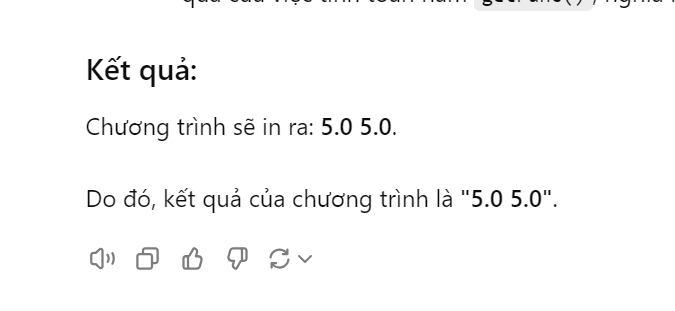 Kết quả:
Chương trình sẽ in ra: 5.0 5.0.
Do đó, kết quả của chương trình là "5.0 5.0".